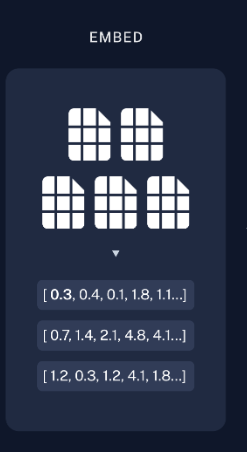 EMBED
[ 0.3, 0.4, 0.1, 1.8, 1.1...]
[ 0.7, 1.4, 2.1, 4.8, 4.1...]
[ 1.2, 0.3, 1.2, 4.1, 1.8...]